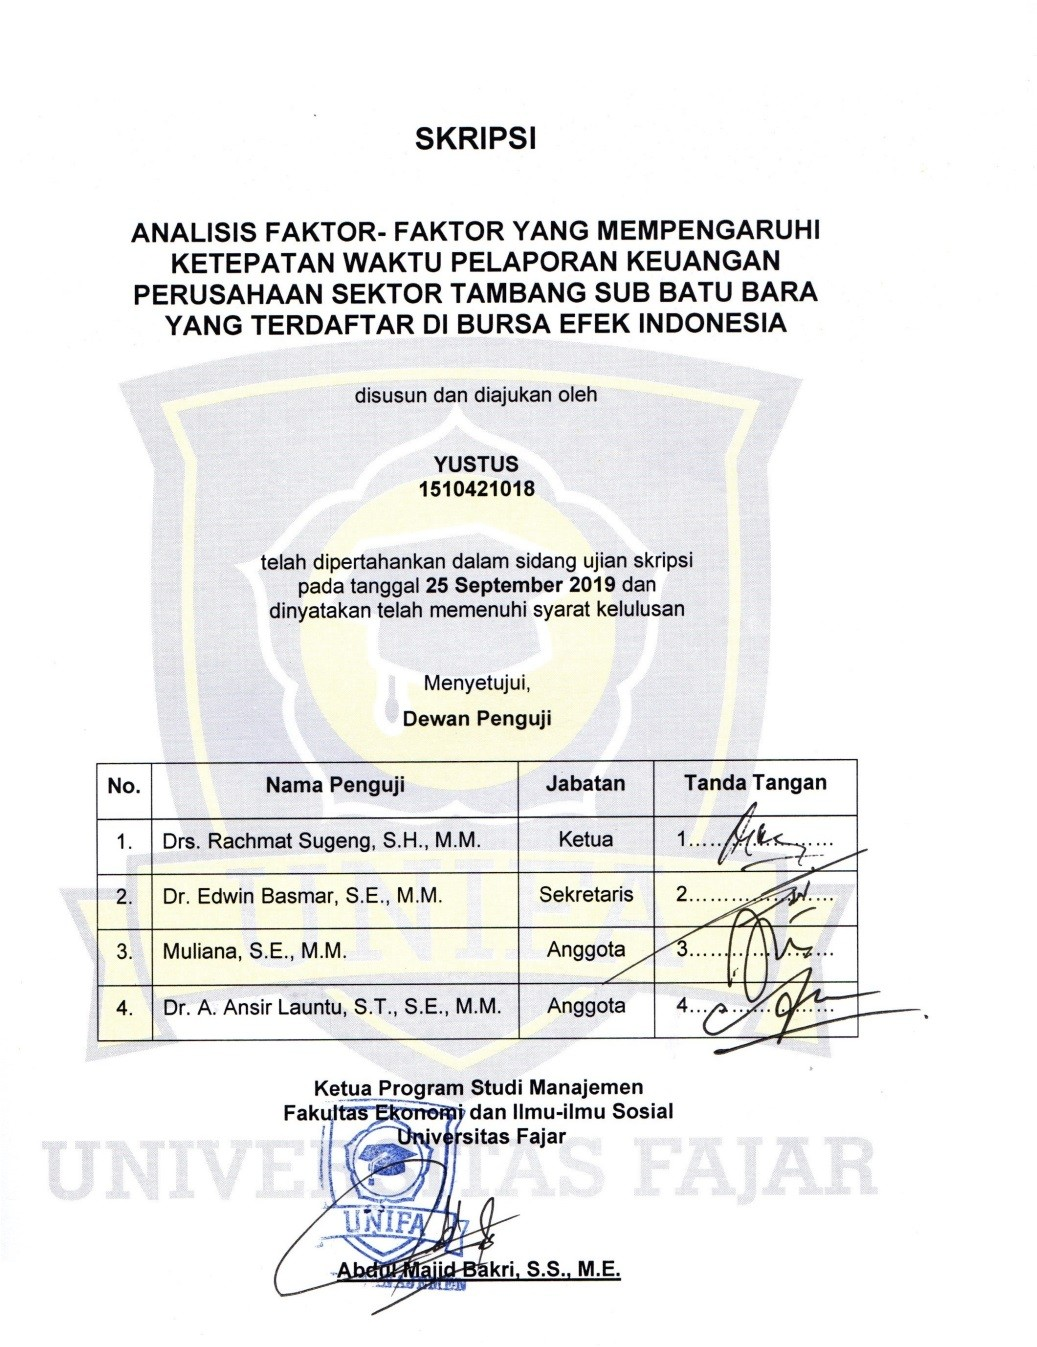 SKRIPSI
ANALISIS FAKTOR- FAKTOR YANG MEMPENGARUHI
KETEPATAN WAKTU PELAPORAN KEUANGAN
PERUSAHAAN SEKTOR TAMBANG SUB BATU BARA
YANG TERDAFTAR DI BURSA EFEK INDONESIA
disusun dan diajukan oleh
YUSTUS
1510421018
telah dipertahankan dalam sidang ujian skripsi
pada tanggal 25 September 2019 dan
dinyatakan telah memenuhi syarat kelulusan
Menyetujui,
Dewan Penguji
No. Nama Penguji Jabatan Tanda Tangan
1. Drs. Rachmat Sugeng, S.H., M.M. Ketua 1..................
2. Dr. Edwin Basmar, S.E., M.M. Sekretaris 2..................
3. Muliana, S.E., M.M. Anggota 3..................
4. Dr. A. Ansir Launtu, S.T., S.E., M.M. Anggota 4..................
UNIFA
Ketua Program Studi Manajemen
Fakultas Ekonomi dan Ilmu-ilmu Sosial
Universitas Fajar
UNIVERSITAS FAJAR
UNIFA
Abdul Majid Bakri, S.S., M.E.